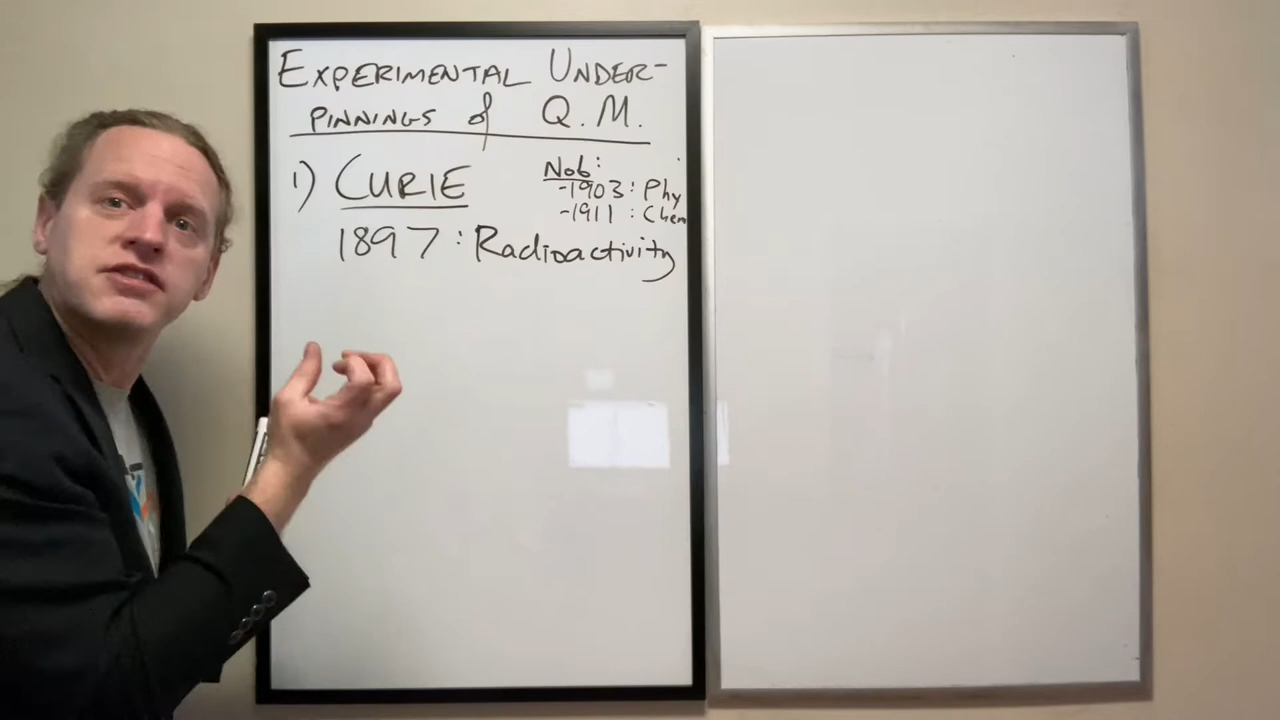 EXPERIMENTAL UNDER-
PINNINGS of Q.M.
1) CURIE
Nob:
-1903: Phy
-1911: Chem
1897: Radioactivity